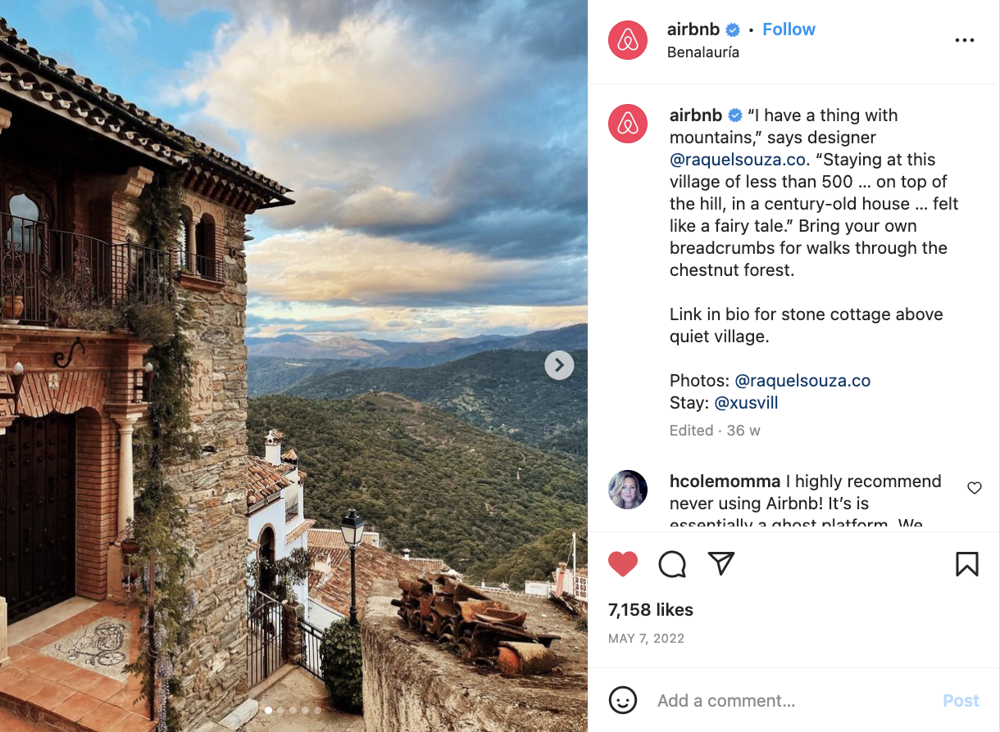 airbnb • Follow
Benalauría
airbnb “I have a thing with
mountains,” says designer
@raquelsouza.co. “Staying at this
village of less than 500 ... on top of
the hill, in a century-old house ... felt
like a fairy tale.” Bring your own
breadcrumbs for walks through the
chestnut forest.
Link in bio for stone cottage above
quiet village.
Photos: @raquelsouza.co
Stay: @xusvill
Edited · 36 w
hcolemomma I highly recommend
never using Airbnb! It’s is
essentially a ghost platform. We
7,158 likes
MAY 7, 2022
Add a comment...
Post